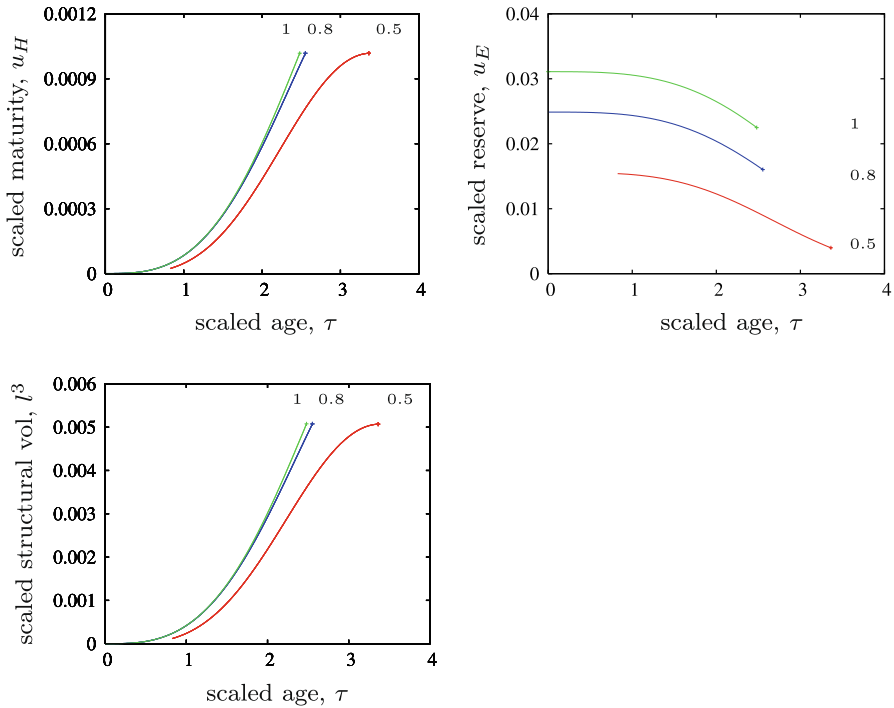 0.0012
0.0009
0.0006
0.0003
0
scaled maturity, u_H
1 0.8 0.5
0 1 2 3 4
scaled age, τ
0.04
0.03
0.02
0.01
0
scaled reserve, u_E
1
0.8
0.5
0 1 2 3 4
scaled age, τ
0.006
0.005
0.004
0.003
0.002
0.001
0
scaled structural vol, l³
1 0.8 0.5
0 1 2 3 4
scaled age, τ